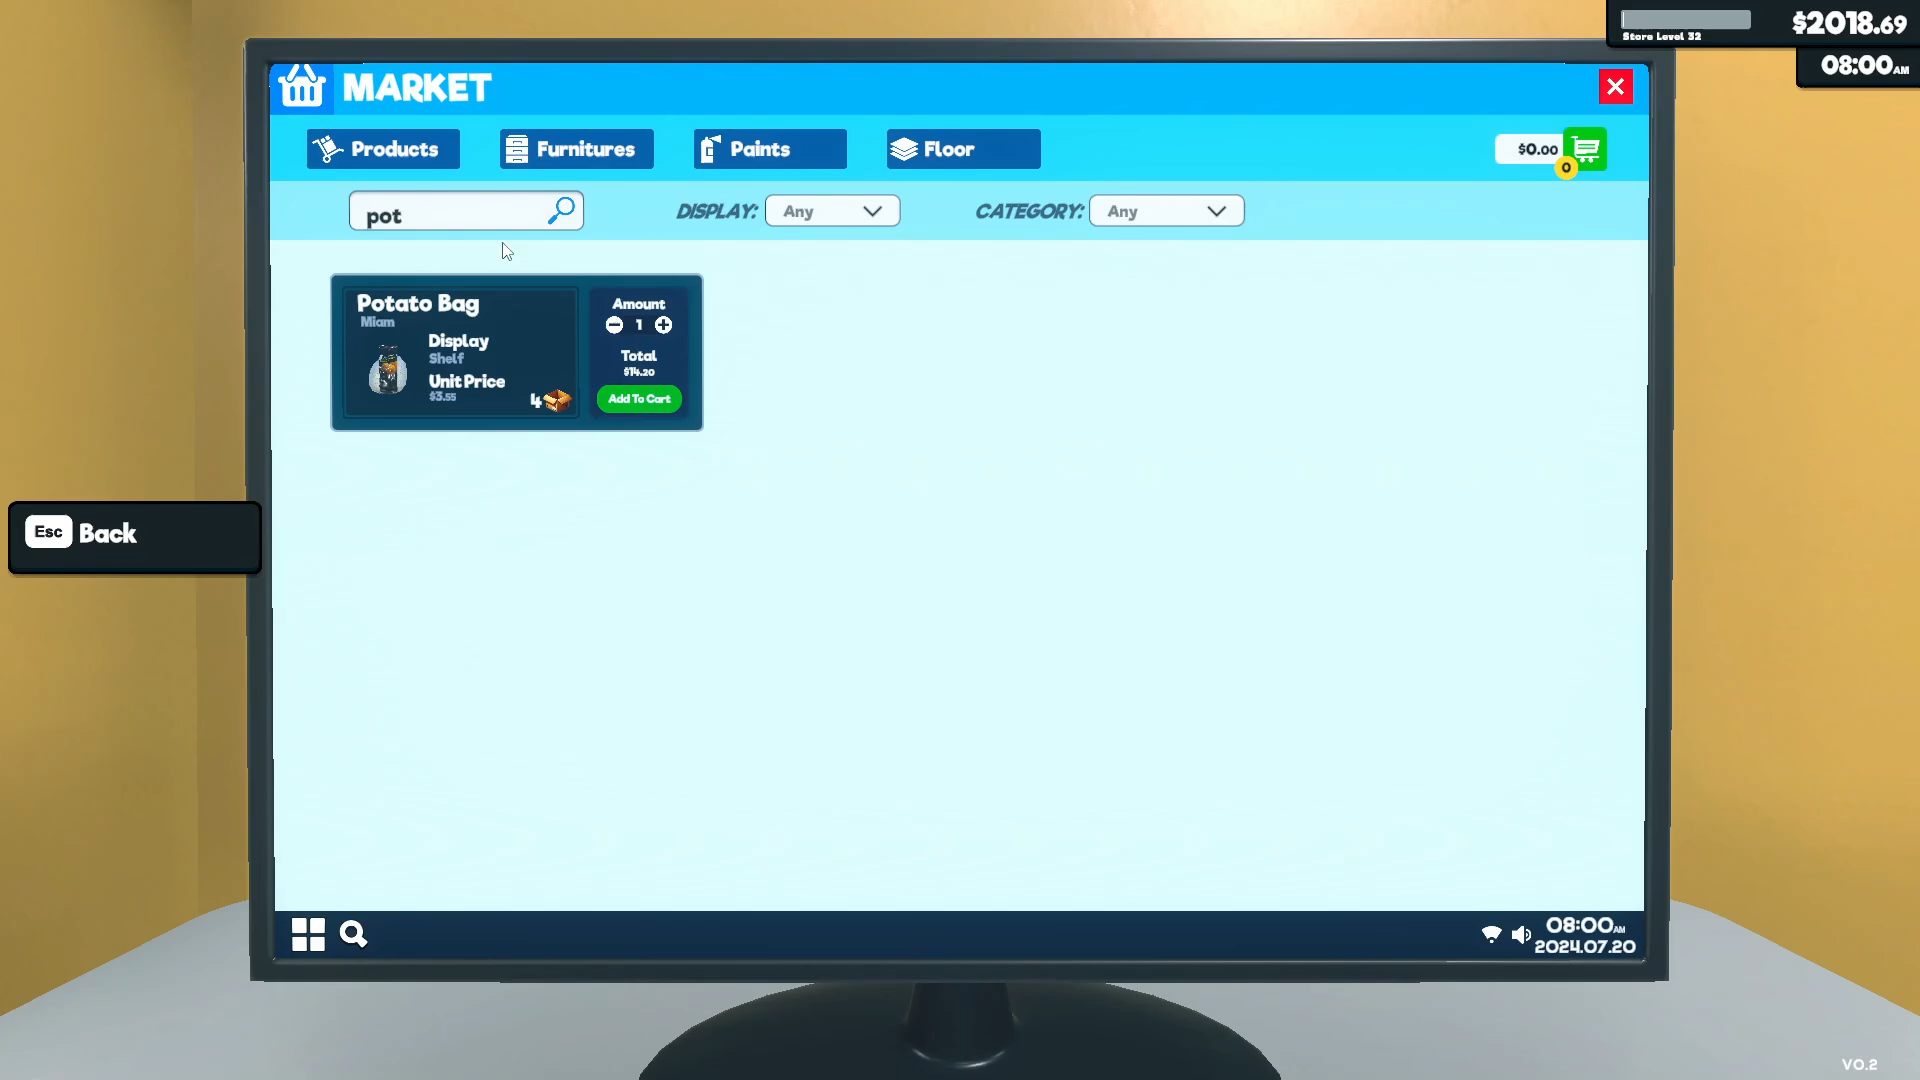 $2018.69
Store Level 32
08:00AM
MARKET
Products
Furnitures
Paints
Floor
$0.00
0
pot
DISPLAY: Any
CATEGORY: Any
Potato Bag
Miam
Display
Shelf
Unit Price
$3.55
4
Amount
1
Total
$14.20
Add To Cart
Esc Back
08:00AM
2024.07.20
V0.2